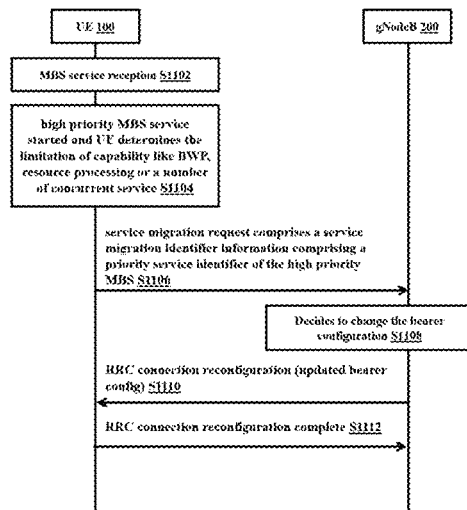 UE 100
gNodeB 200
MBS service reception S1102
high priority MBS service
started and UE determines the
limitation of capability like BWP,
resource processing or a number
of concurrent service S1104
service migration request comprises a service
migration identifier information comprising a
priority service identifier of the high priority
MBS S1106
Decides to change the bearer
configuration S1108
RRC connection reconfiguration (updated bearer
config) S1110
RRC connection reconfiguration complete S1112